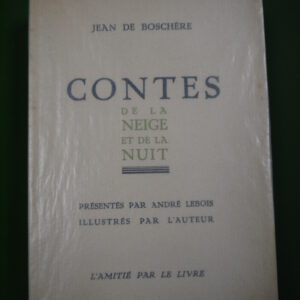 JEAN DE BOSCHÈRE
CONTES
DE LA
NEIGE
ET DE LA
NUIT
PRÉSENTÉS PAR ANDRÉ LEBOIS
ILLUSTRÉS PAR L'AUTEUR
L'AMITIÉ PAR LE LIVRE